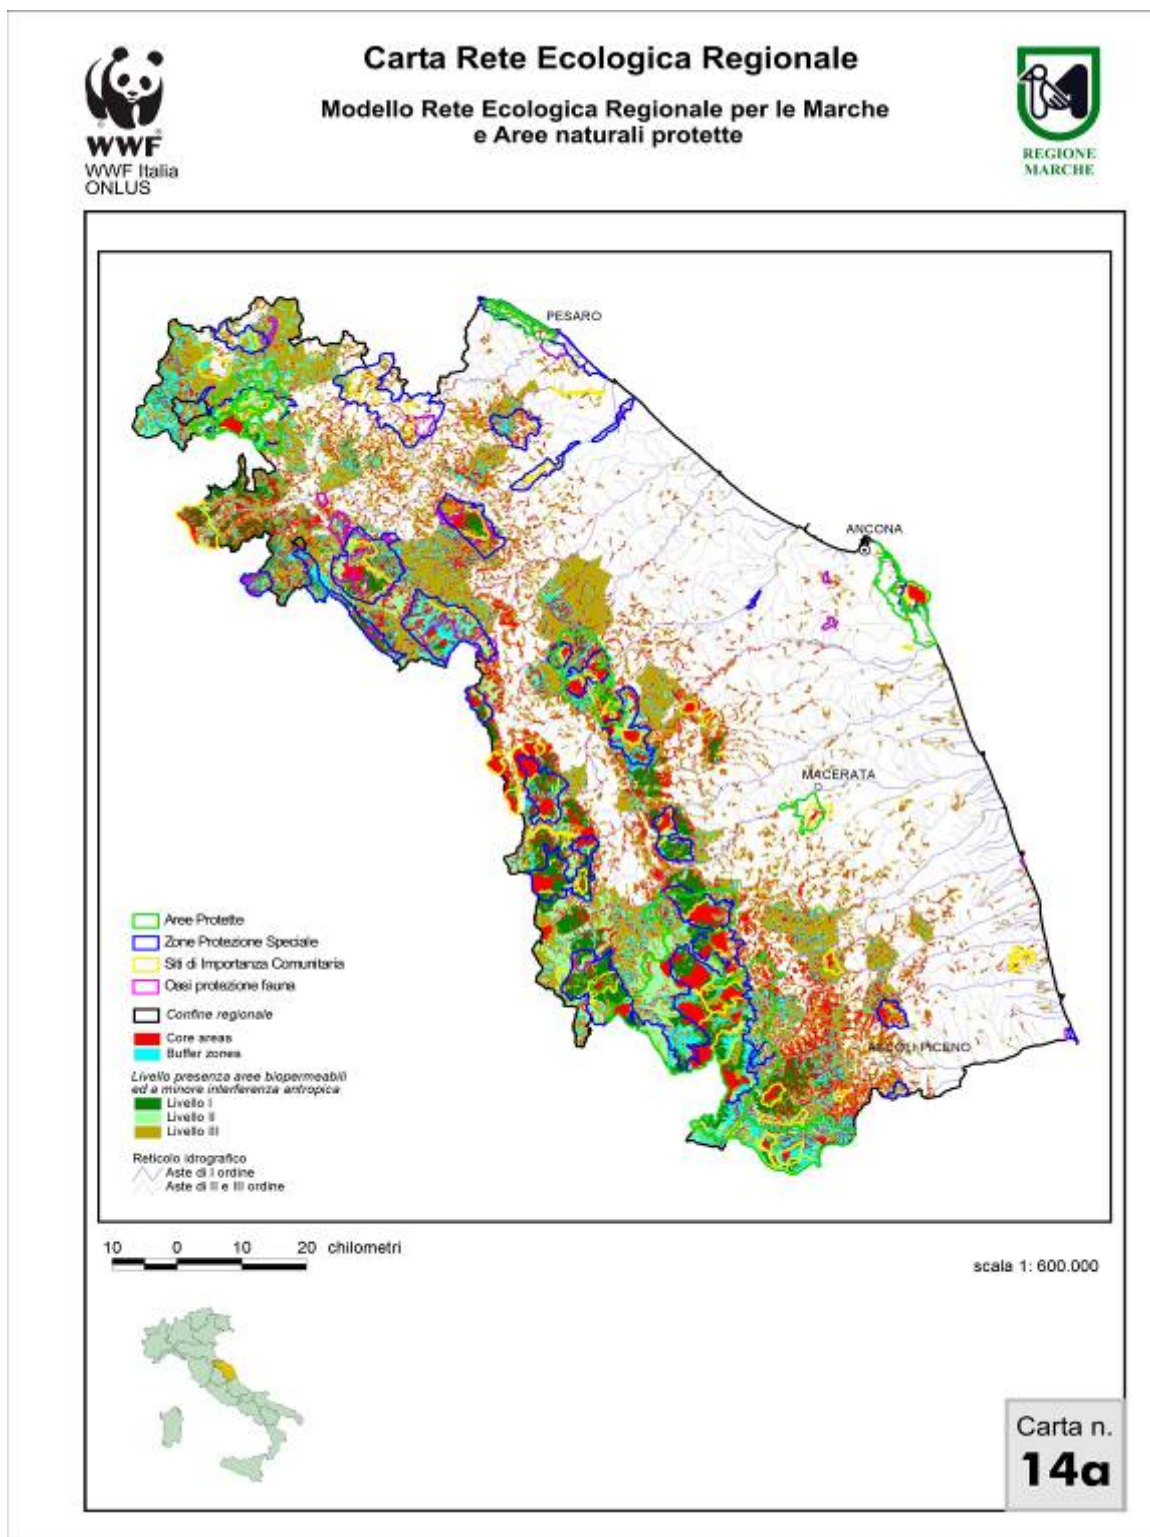 Carta Rete Ecologica Regionale
Modello Rete Ecologica Regionale per le Marche
e Aree naturali protette
WWF
WWF Italia
ONLUS
REGIONE
MARCHE
PESARO
ANCONA
MACERATA
ASCOLI PICENO
Aree Protette
Zone Protezione Speciale
Siti di Importanza Comunitaria
Oasi protezione fauna
Confine regionale
Core areas
Buffer zones
Livello presenza aree biopermeabili
ed a minore interferenza antropica
Livello I
Livello II
Livello III
Reticolo idrografico
Aste di I ordine
Aste di II e III ordine
10 0 10 20 chilometri
scala 1: 600.000
Carta n.
14a